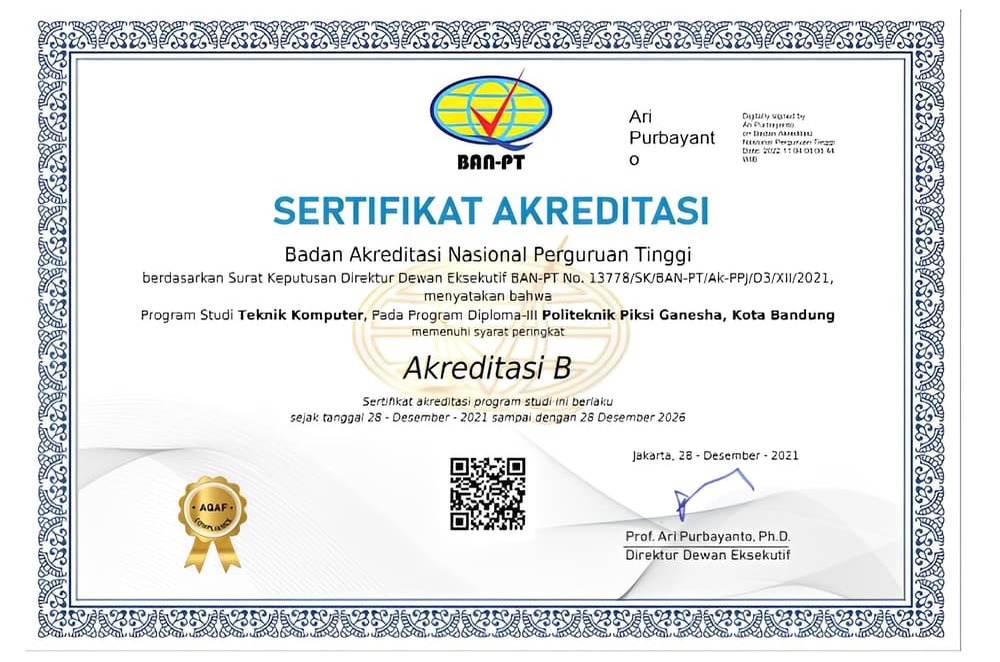 BAN-PT
Ari
Purbayant
o
Digitally signed by
Ari Purbayanto
on Badan Akreditasi
Nasional Perguruan Tinggi
Date: 2022.11.04
WIB
SERTIFIKAT AKREDITASI
Badan Akreditasi Nasional Perguruan Tinggi
berdasarkan Surat Keputusan Direktur Dewan Eksekutif BAN-PT No. 13778/SK/BAN-PT/Ak-PPJ/D3/XII/2021,
menyatakan bahwa
Program Studi Teknik Komputer, Pada Program Diploma-III Politeknik Piksi Ganesha, Kota Bandung
memenuhi syarat peringkat
Akreditasi B
Sertifikat akreditasi program studi ini berlaku
sejak tanggal 28 - Desember - 2021 sampai dengan 28 Desember 2026
Jakarta, 28 - Desember - 2021
AQAF
COMPLIANCE
Prof. Ari Purbayanto, Ph.D.
Direktur Dewan Eksekutif